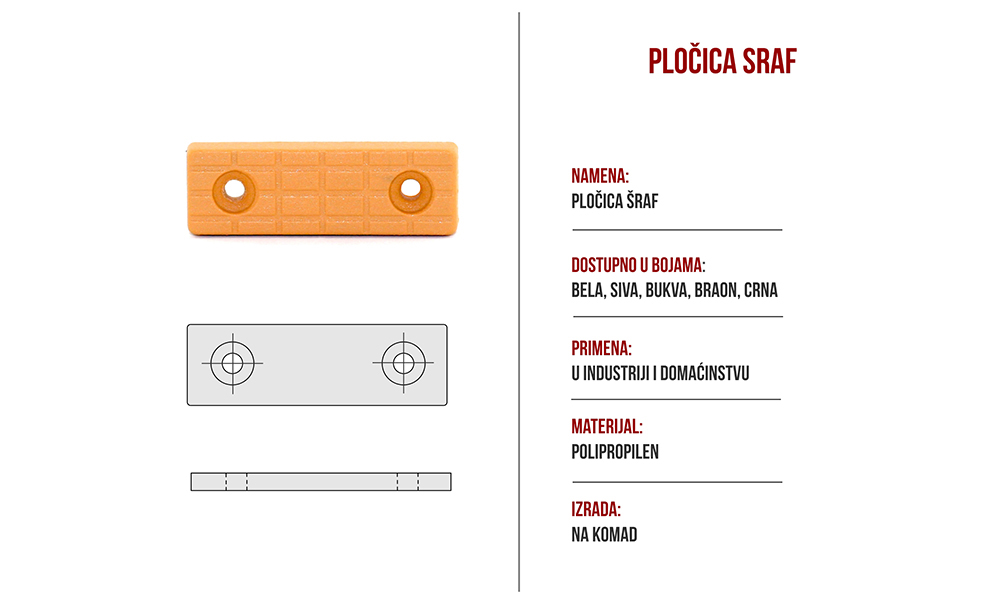 PLOČICA SRAF
NAMENA:
PLOČICA ŠRAF
DOSTUPNO U BOJAMA:
BELA, SIVA, BUKVA, BRAON, CRNA
PRIMENA:
U INDUSTRIJI I DOMAĆINSTVU
MATERIJAL:
POLIPROPILEN
IZRADA:
NA KOMAD